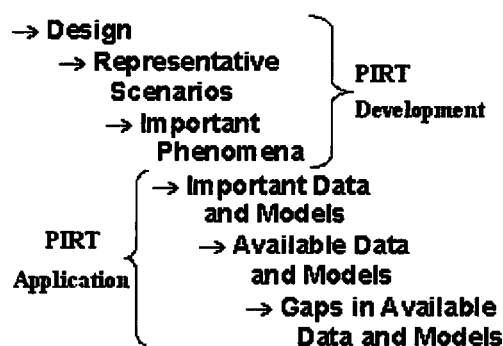 → Design
→ Representative
Scenarios
→ Important
Phenomena
PIRT
Development
→ Important Data
and Models
→ Available Data
and Models
→ Gaps in Available
Data and Models
PIRT
Application